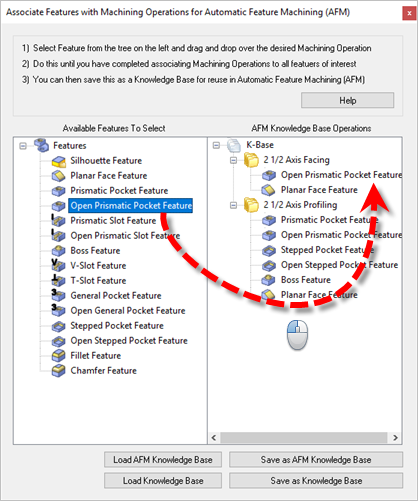 Associate Features with Machining Operations for Automatic Feature Machining (AFM)
1) Select Feature from the tree on the left and drag and drop over the desired Machining Operation
2) Do this until you have completed associating Machining Operations to all featuers of interest
3) You can then save this as a Knowledge Base for reuse in Automatic Feature Machining (AFM)
Help
Available Features To Select
Features
Silhouette Feature
Planar Face Feature
Prismatic Pocket Feature
Open Prismatic Pocket Feature
Prismatic Slot Feature
Open Prismatic Slot Feature
Boss Feature
V-Slot Feature
T-Slot Feature
General Pocket Feature
Open General Pocket Feature
Stepped Pocket Feature
Open Stepped Pocket Feature
Fillet Feature
Chamfer Feature
AFM Knowledge Base Operations
K-Base
2 1/2 Axis Facing
Open Prismatic Pocket Feature
Planar Face Feature
2 1/2 Axis Profiling
Prismatic Pocket Feature
Open Prismatic Pocket Feature
Stepped Pocket Feature
Open Stepped Pocket Feature
Boss Feature
Planar Face Feature
Load AFM Knowledge Base
Save as AFM Knowledge Base
Load Knowledge Base
Save as Knowledge Base